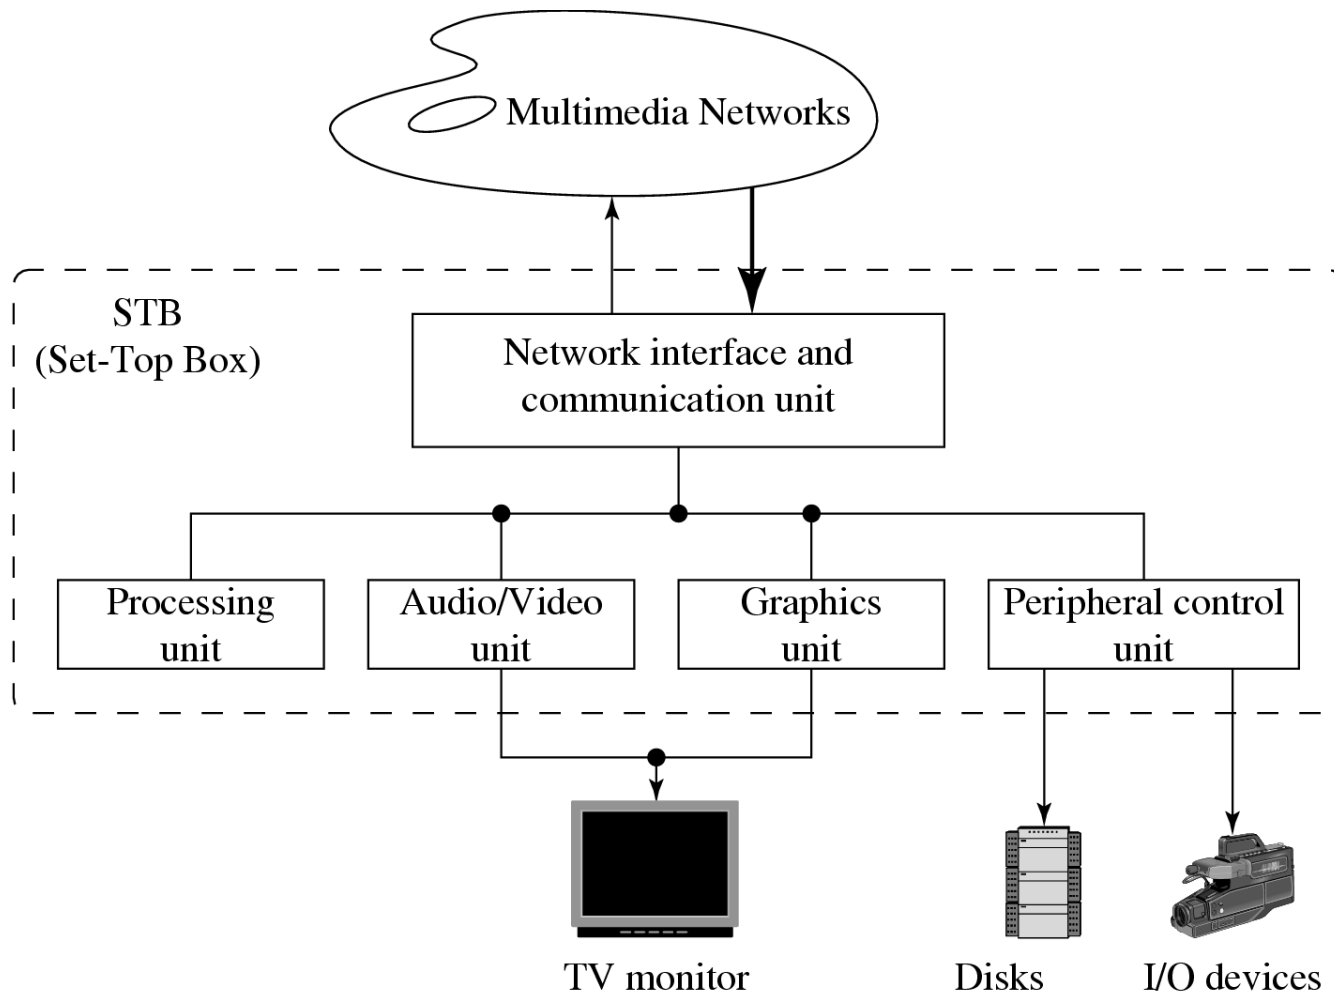 Multimedia Networks
STB
(Set-Top Box)
Network interface and
communication unit
Processing
unit
Audio/Video
unit
Graphics
unit
Peripheral control
unit
TV monitor
Disks
I/O devices